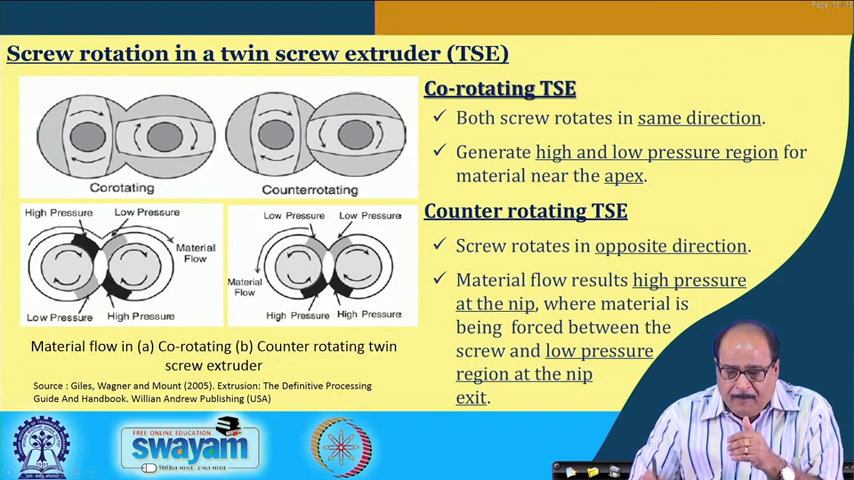 Screw rotation in a twin screw extruder (TSE)
Corotating
Counterrotating
High Pressure
Low Pressure
Material
Flow
Low Pressure
High Pressure
Low Pressure
Low Pressure
Material
Flow
High Pressure
High Pressure
Material flow in (a) Co-rotating (b) Counter rotating twin
screw extruder
Source : Giles, Wagner and Mount (2005). Extrusion: The Definitive Processing
Guide And Handbook. Willian Andrew Publishing (USA)
Co-rotating TSE
✓ Both screw rotates in same direction.
✓ Generate high and low pressure region for
material near the apex.
Counter rotating TSE
✓ Screw rotates in opposite direction.
✓ Material flow results high pressure
at the nip, where material is
being forced between the
screw and low pressure
region at the nip
exit.
FREE ONLINE EDUCATION
swayam